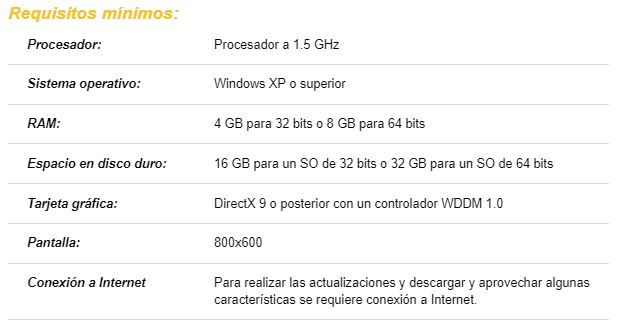 Requisitos mínimos:
Procesador: Procesador a 1.5 GHz
Sistema operativo: Windows XP o superior
RAM: 4 GB para 32 bits o 8 GB para 64 bits
Espacio en disco duro: 16 GB para un SO de 32 bits o 32 GB para un SO de 64 bits
Tarjeta gráfica: DirectX 9 o posterior con un controlador WDDM 1.0
Pantalla: 800x600
Conexión a Internet Para realizar las actualizaciones y descargar y aprovechar algunas
características se requiere conexión a Internet.